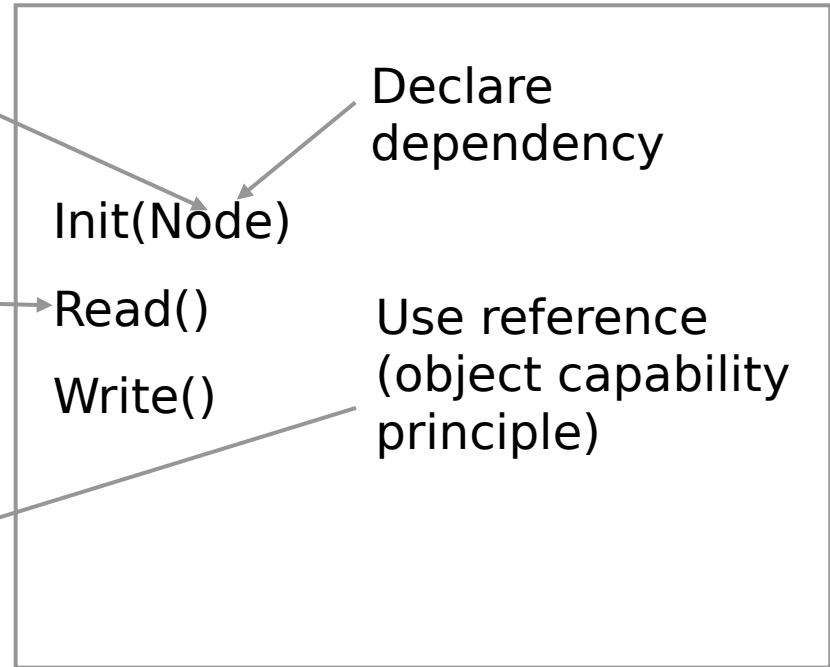 Declare
dependency
Init(Node)
Read()
Write()
Use reference
(object capability
principle)